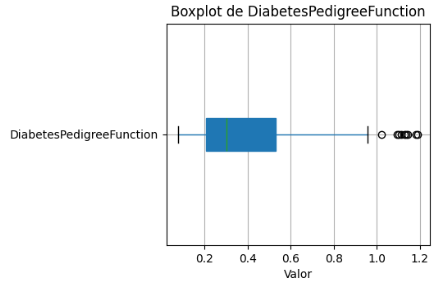 Boxplot de DiabetesPedigreeFunction
DiabetesPedigreeFunction
0.2 0.4 0.6 0.8 1.0 1.2
Valor